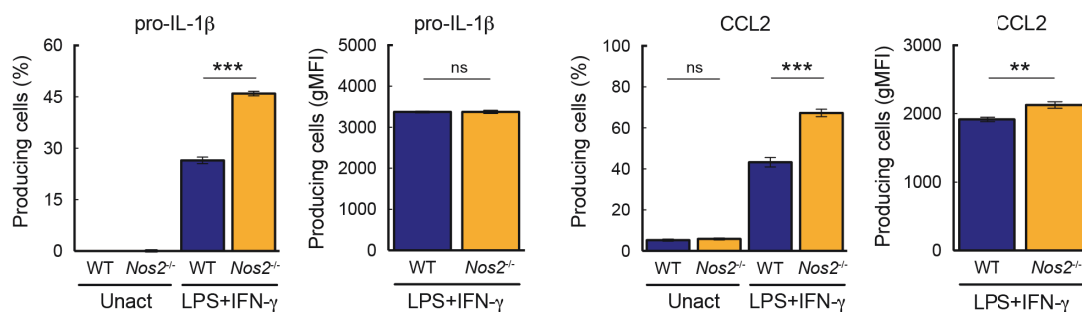 pro-IL-1β
Producing cells (%)
60
45
30
15
0
***
WT Nos2-/- WT Nos2-/-
Unact LPS+IFN-γ
pro-IL-1β
Producing cells (gMFI)
5000
4000
3000
2000
1000
0
ns
WT Nos2-/-
LPS+IFN-γ
CCL2
Producing cells (%)
100
80
60
40
20
0
ns
***
WT Nos2-/- WT Nos2-/-
Unact LPS+IFN-γ
CCL2
Producing cells (gMFI)
3000
2000
1000
0
**
WT Nos2-/-
LPS+IFN-γ